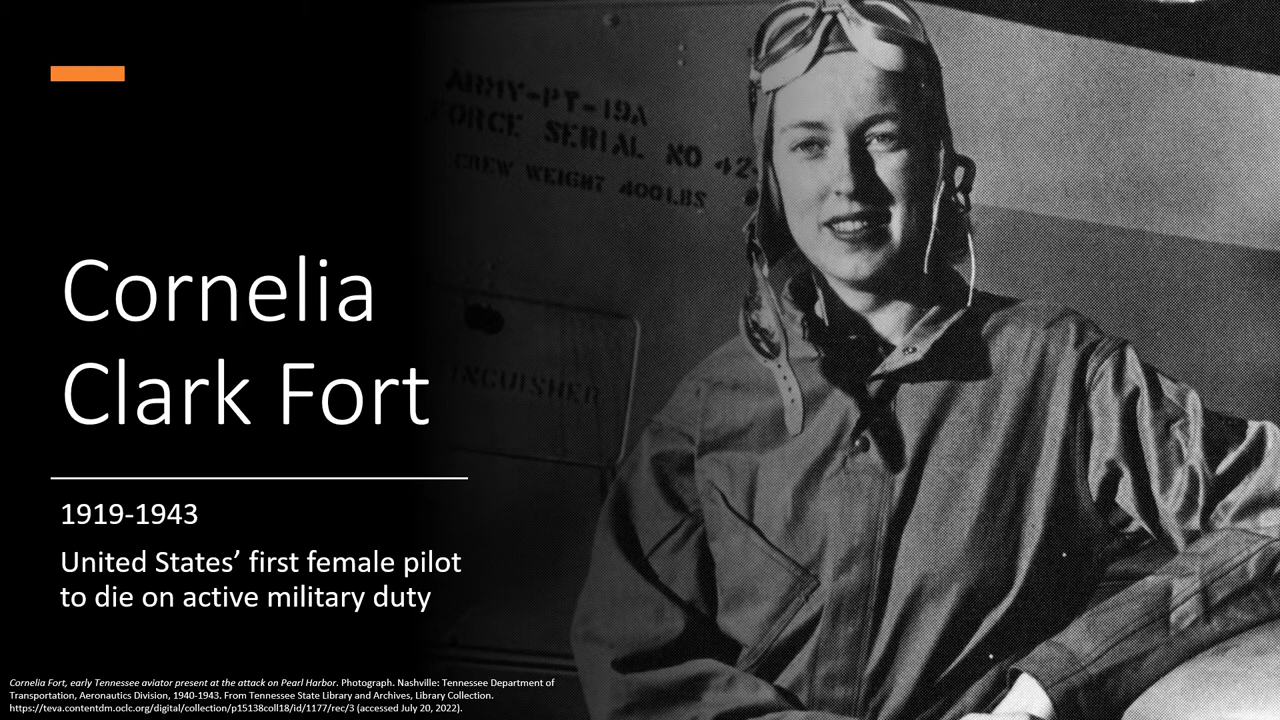 ARMY-PT-19A
FORCE SERIAL NO 42-
CREW WEIGHT 400LBS
Cornelia
Clark Fort
INGUISHER
1919-1943
United States’ first female pilot
to die on active military duty
Cornelia Fort, early Tennessee aviator present at the attack on Pearl Harbor. Photograph. Nashville: Tennessee Department of
Transportation, Aeronautics Division, 1940-1943. From Tennessee State Library and Archives, Library Collection.
https://teva.contentdm.oclc.org/digital/collection/p15138coll18/id/1177/rec/3 (accessed July 20, 2022).